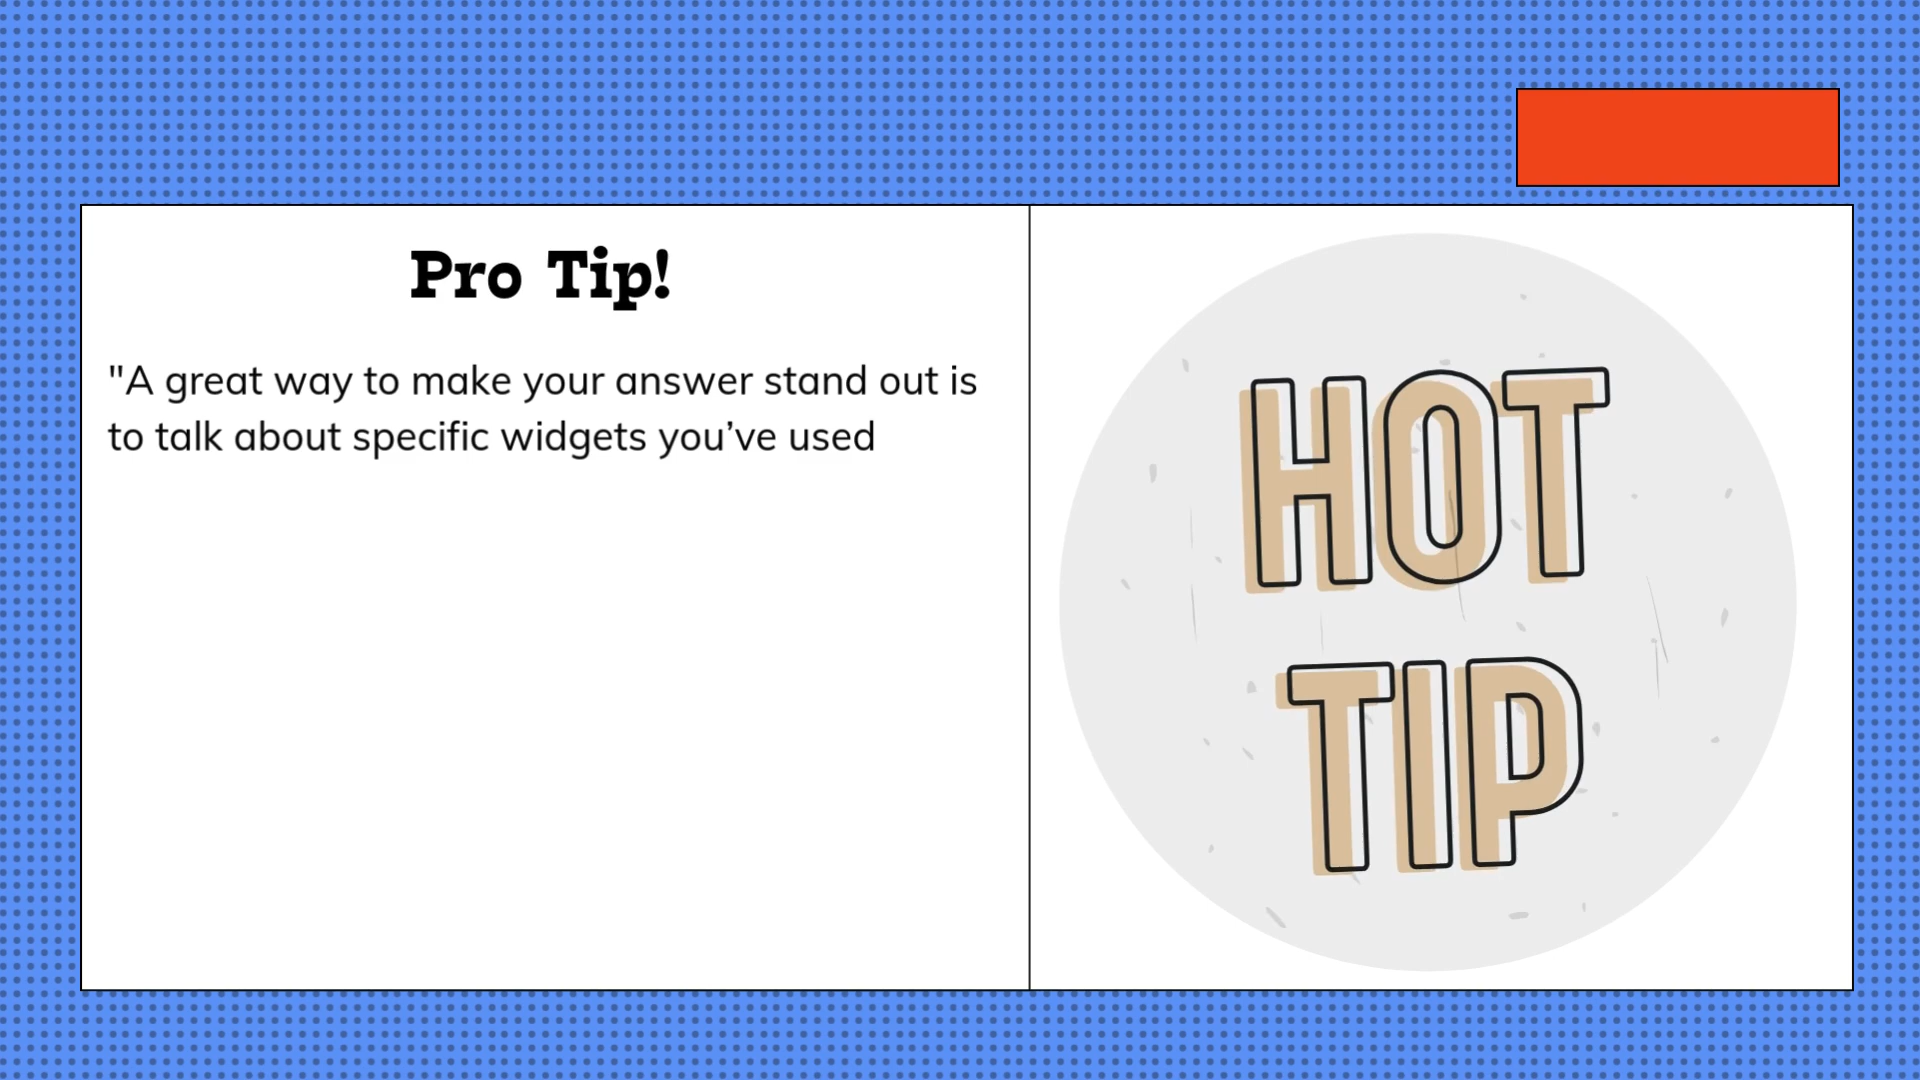 Pro Tip!
"A great way to make your answer stand out is
to talk about specific widgets you’ve used
HOT
TIP